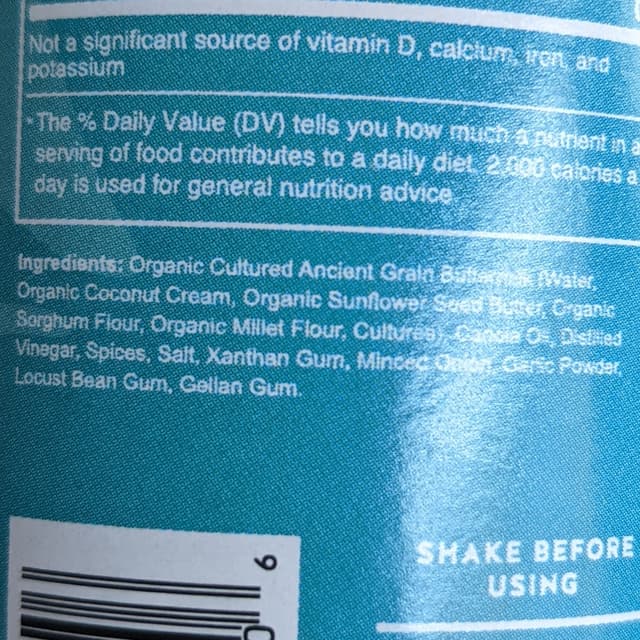 Not a significant source of vitamin D, calcium, iron, and
potassium
*The % Daily Value (DV) tells you how much a nutrient in a
serving of food contributes to a daily diet. 2,000 calories a
day is used for general nutrition advice.
Ingredients: Organic Cultured Ancient Grain Buttermilk (Water,
Organic Coconut Cream, Organic Sunflower Seed Butter, Organic
Sorghum Flour, Organic Millet Flour, Cultures), Canola Oil, Distilled
Vinegar, Spices, Salt, Xanthan Gum, Minced Onion, Garlic Powder,
Locust Bean Gum, Gellan Gum.
9
SHAKE BEFORE
USING